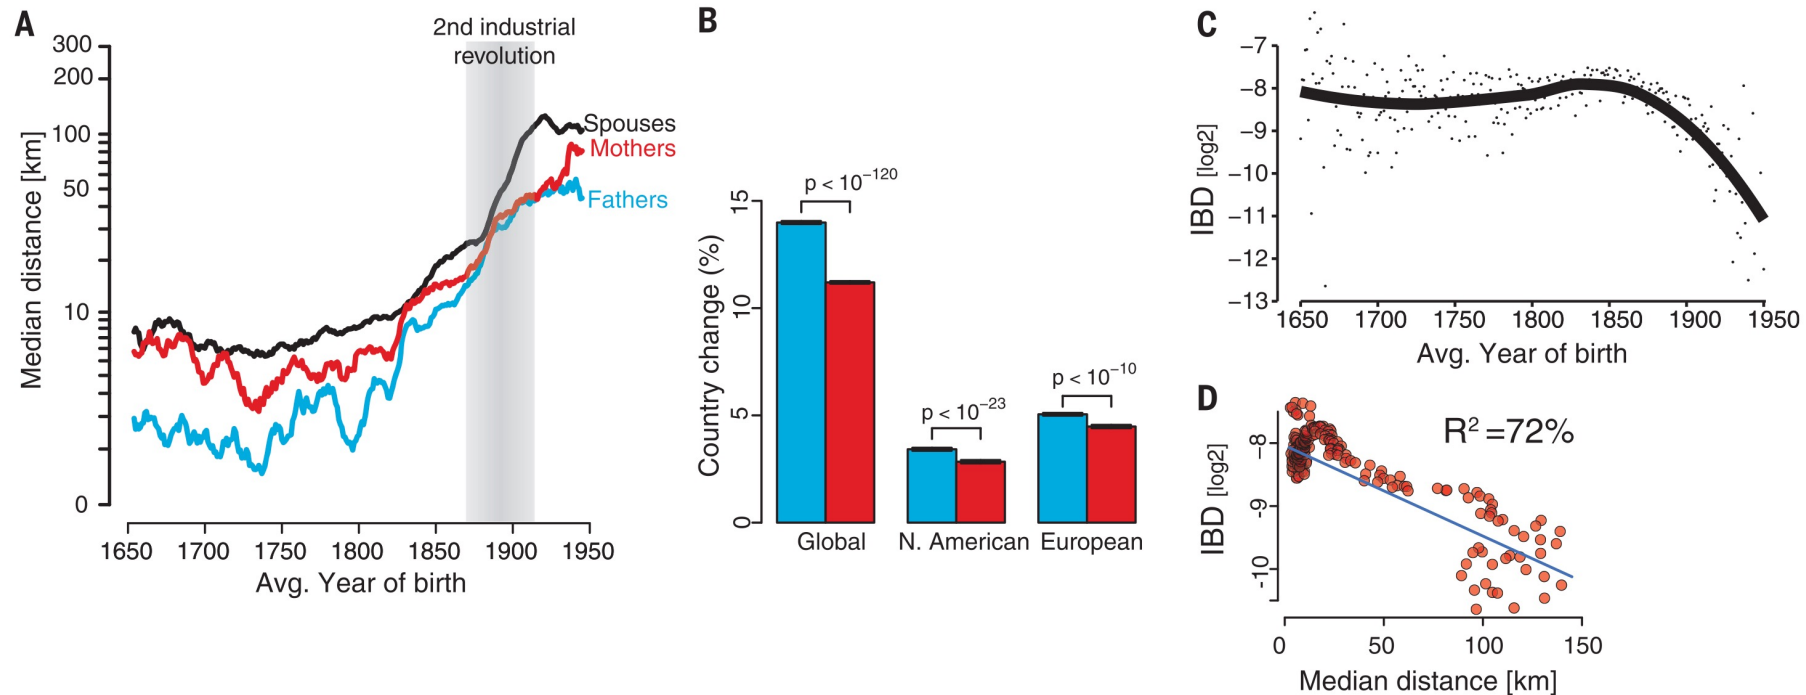 A
2nd industrial
revolution
300
200
100
50
10
0
Median distance [km]
Spouses
Mothers
Fathers
1650 1700 1750 1800 1850 1900 1950
Avg. Year of birth
B
Country change (%)
15
10
5
0
p < 10⁻¹²⁰
p < 10⁻²³
p < 10⁻¹⁰
Global N. American European
C
IBD [log2]
−7
−8
−9
−10
−11
−12
−13
1650 1700 1750 1800 1850 1900 1950
Avg. Year of birth
D
R² =72%
IBD [log2]
-8
-9
-10
0 50 100 150
Median distance [km]